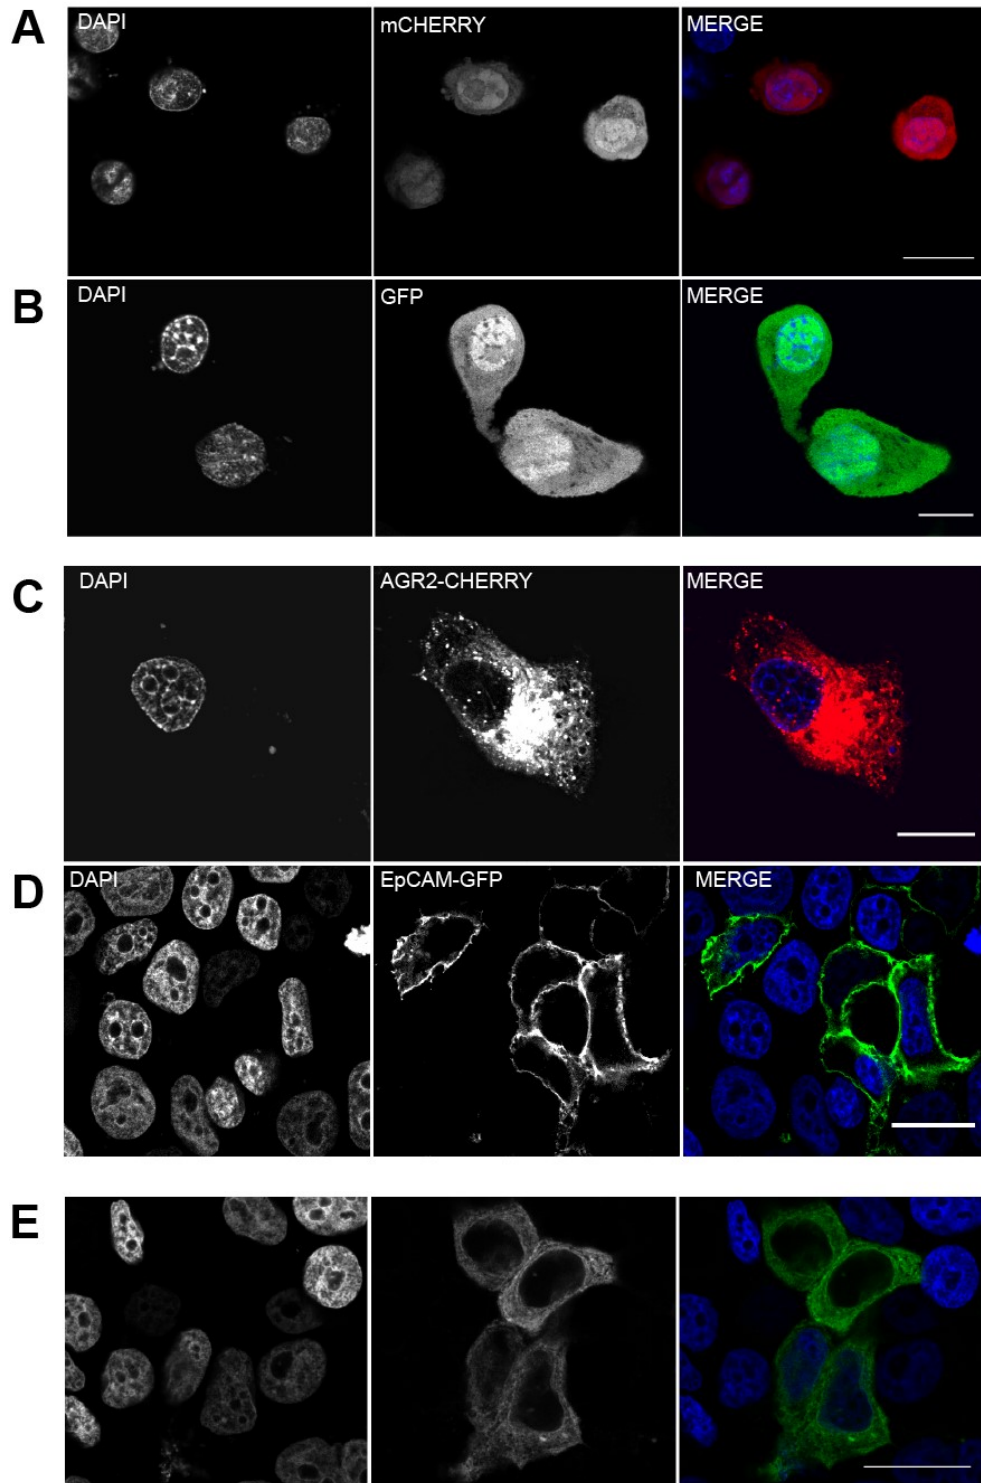 A
DAPI mCHERRY MERGE
B
DAPI GFP MERGE
C
DAPI AGR2-CHERRY MERGE
D
DAPI EpCAM-GFP MERGE
E